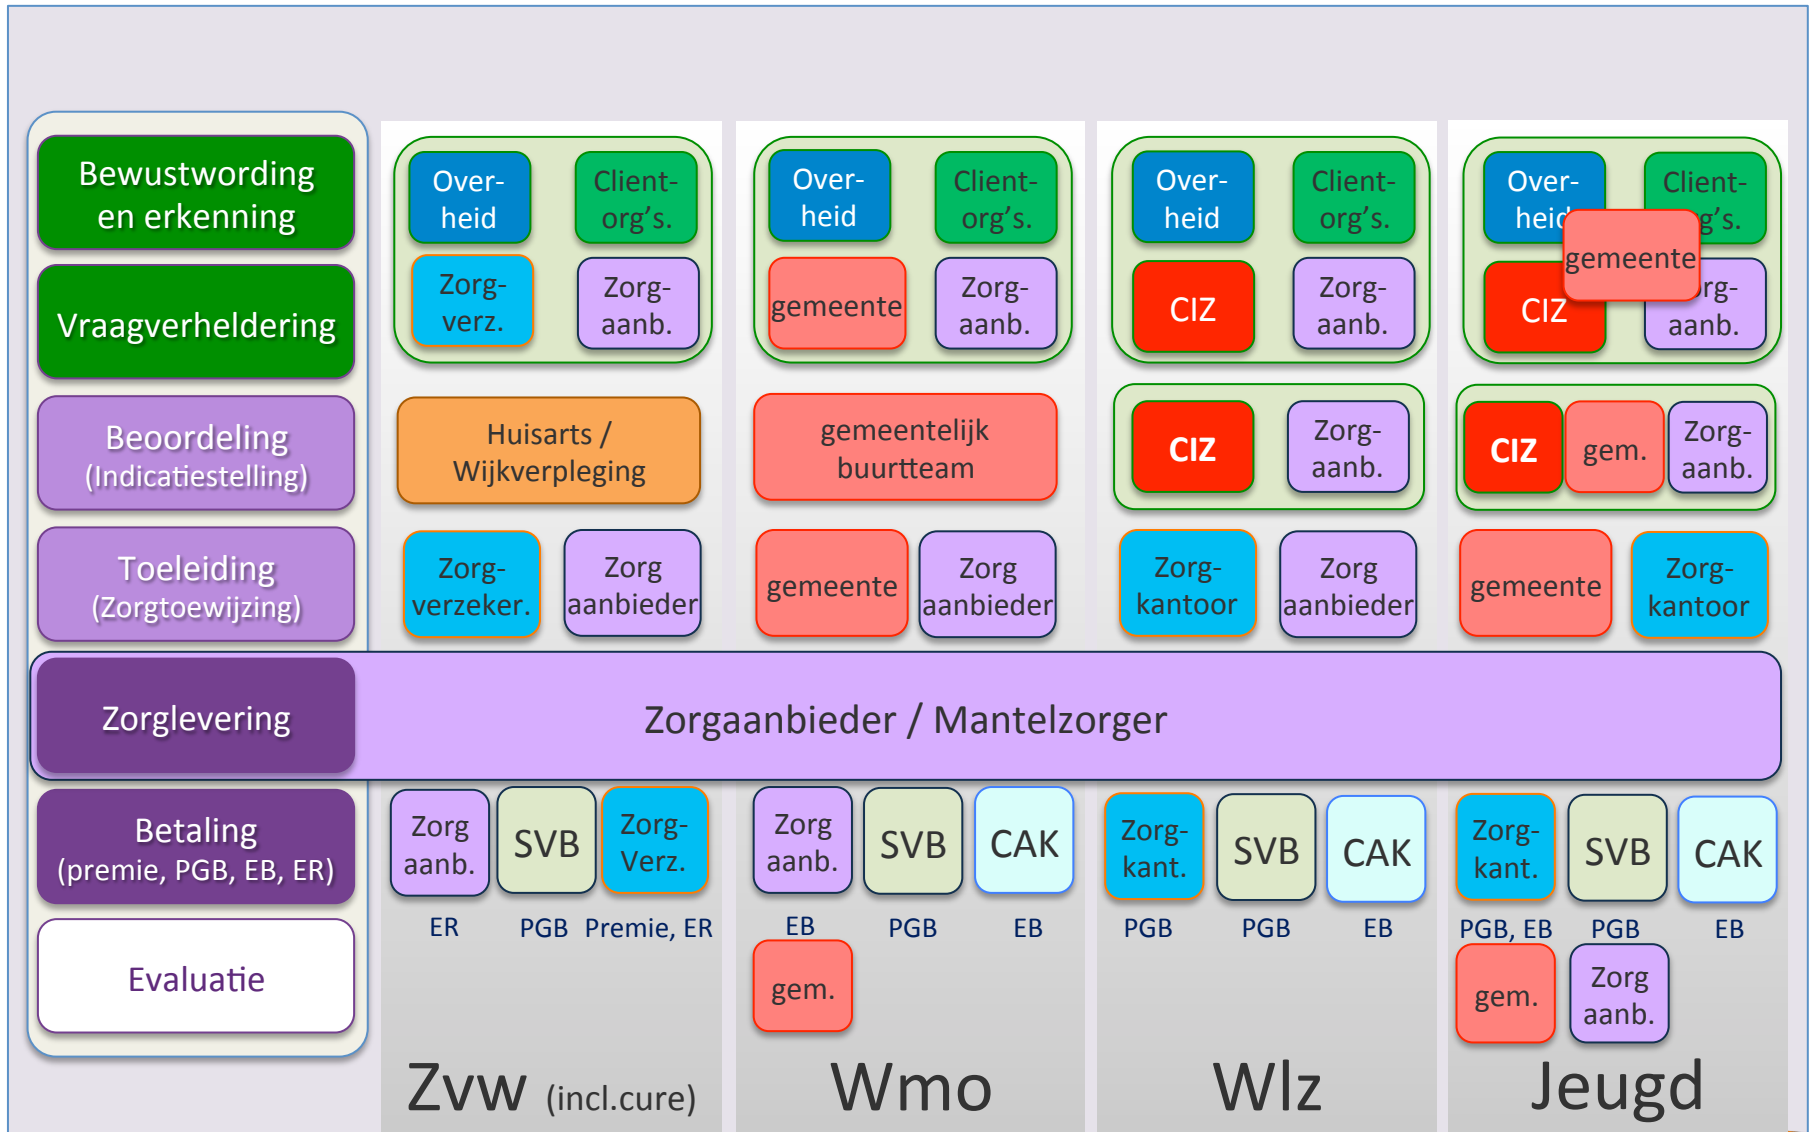 Bewustwording
en erkenning
Over-
heid
Client-
org's.
Over-
heid
Client-
org's.
Over-
heid
Client-
org's.
Over-
heid
Client-
g's.
gemeente
Vraagverheldering
Zorg-
verz.
Zorg-
aanb.
gemeente
Zorg-
aanb.
CIZ
Zorg-
aanb.
CIZ
rg-
aanb.
Beoordeling
(Indicatiestelling)
Huisarts /
Wijkverpleging
gemeentelijk
buurtteam
CIZ
Zorg-
aanb.
CIZ
gem.
Zorg-
aanb.
Toeleiding
(Zorgtoewijzing)
Zorg-
verzeker.
Zorg
aanbieder
gemeente
Zorg
aanbieder
Zorg-
kantoor
Zorg
aanbieder
gemeente
Zorg-
kantoor
Zorglevering
Zorgaanbieder / Mantelzorger
Betaling
(premie, PGB, EB, ER)
Zorg
aanb.
SVB
Zorg-
Verz.
Zorg
aanb.
SVB
CAK
Zorg-
kant.
SVB
CAK
Zorg-
kant.
SVB
CAK
ER
PGB
Premie, ER
EB
PGB
EB
PGB
PGB
EB
PGB, EB
PGB
EB
Evaluatie
gem.
gem.
Zorg
aanb.
Zvw (incl.cure)
Wmo
Wlz
Jeugd